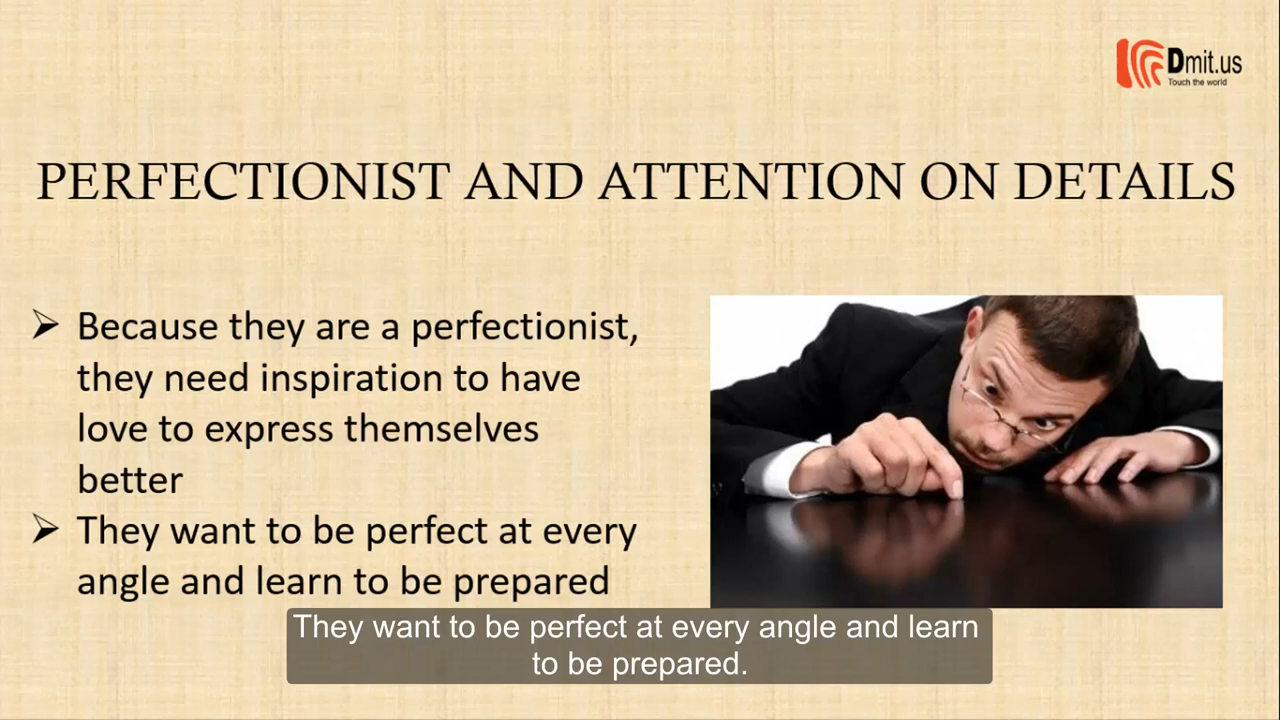 Dmit.us
Touch the world
PERFECTIONIST AND ATTENTION ON DETAILS
➢ Because they are a perfectionist,
they need inspiration to have
love to express themselves
better
➢ They want to be perfect at every
angle and learn to be prepared
They want to be perfect at every angle and learn
to be prepared.